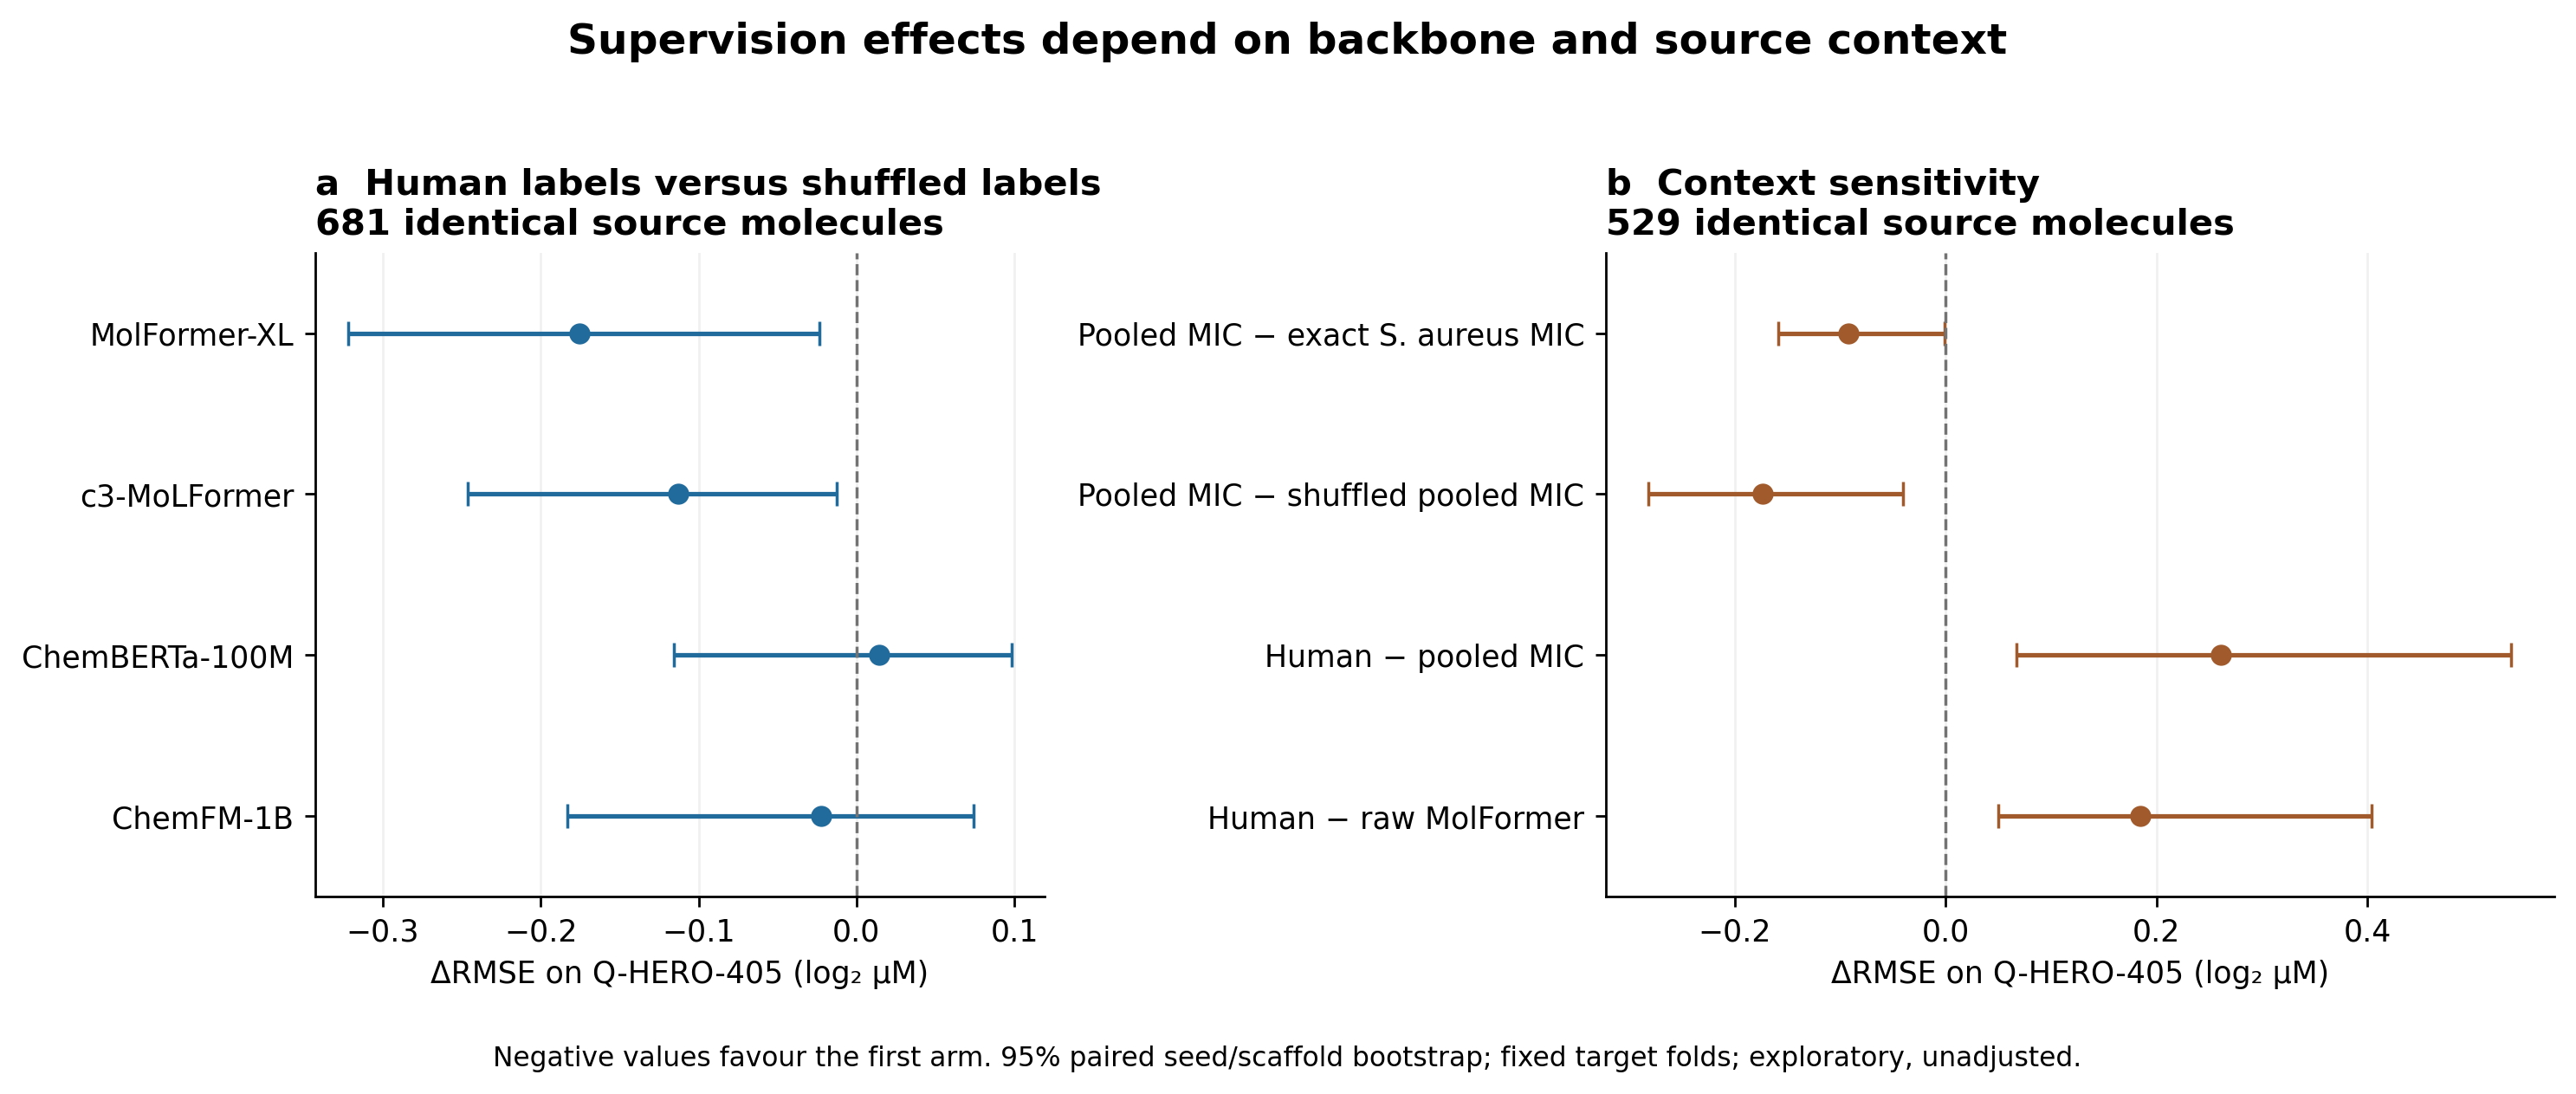 Supervision effects depend on backbone and source context
a  Human labels versus shuffled labels
681 identical source molecules
MolFormer-XL
c3-MoLFormer
ChemBERTa-100M
ChemFM-1B
−0.3
−0.2
−0.1
0.0
0.1
ΔRMSE on Q-HERO-405 (log₂ μM)
b  Context sensitivity
529 identical source molecules
Pooled MIC − exact S. aureus MIC
Pooled MIC − shuffled pooled MIC
Human − pooled MIC
Human − raw MolFormer
−0.2
0.0
0.2
0.4
ΔRMSE on Q-HERO-405 (log₂ μM)
Negative values favour the first arm. 95% paired seed/scaffold bootstrap; fixed target folds; exploratory, unadjusted.